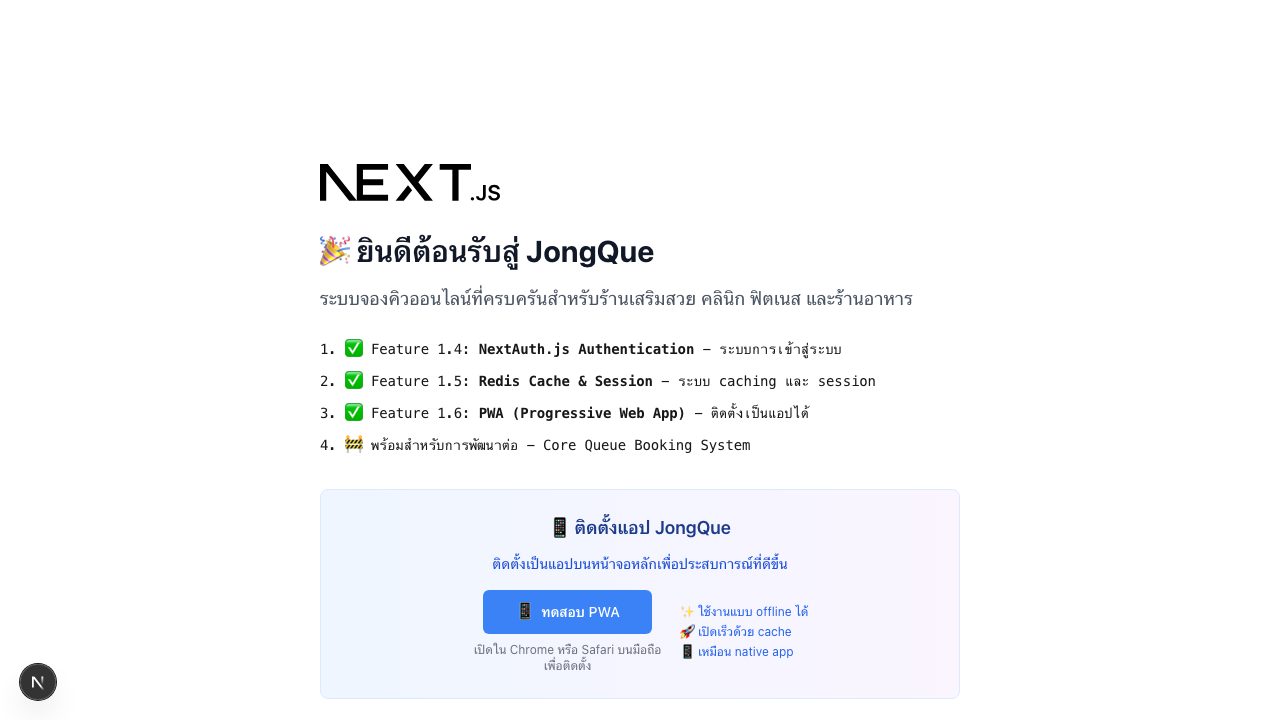 NEXT.JS
🎉 ยินดีต้อนรับสู่ JongQue
ระบบจองคิวออนไลน์ที่ครบครันสำหรับร้านเสริมสวย คลินิก ฟิตเนส และร้านอาหาร
1. ✅ Feature 1.4: NextAuth.js Authentication - ระบบการเข้าสู่ระบบ
2. ✅ Feature 1.5: Redis Cache & Session - ระบบ caching และ session
3. ✅ Feature 1.6: PWA (Progressive Web App) - ติดตั้งเป็นแอปได้
4. 🚧 พร้อมสำหรับการพัฒนาต่อ - Core Queue Booking System
📱 ติดตั้งแอป JongQue
ติดตั้งเป็นแอปบนหน้าจอหลักเพื่อประสบการณ์ที่ดีขึ้น
📱 ทดสอบ PWA
เปิดใน Chrome หรือ Safari บนมือถือ
เพื่อติดตั้ง
✨ ใช้งานแบบ offline ได้
🚀 เปิดเร็วด้วย cache
📱 เหมือน native app
N